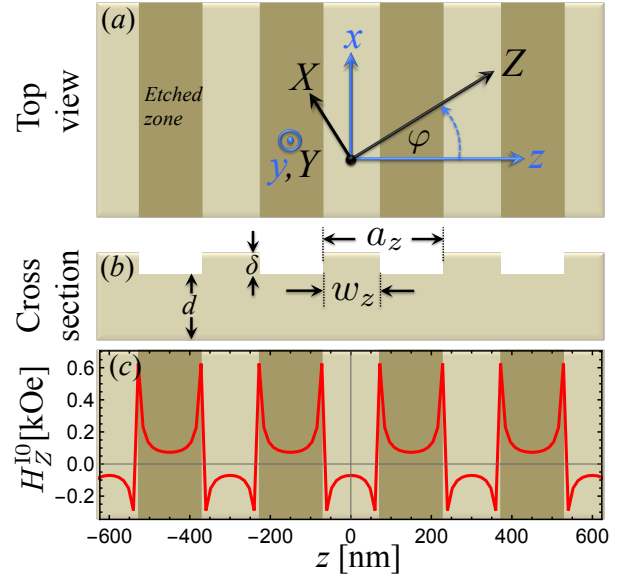 Top view
(a)
Etched zone
x
X
Z
φ
z
y, Y
Cross section
(b)
δ
d
a_z
w_z
(c)
H_Z^{I0} [kOe]
0.6
0.4
0.2
0.0
−0.2
−600 −400 −200 0 200 400 600
z [nm]